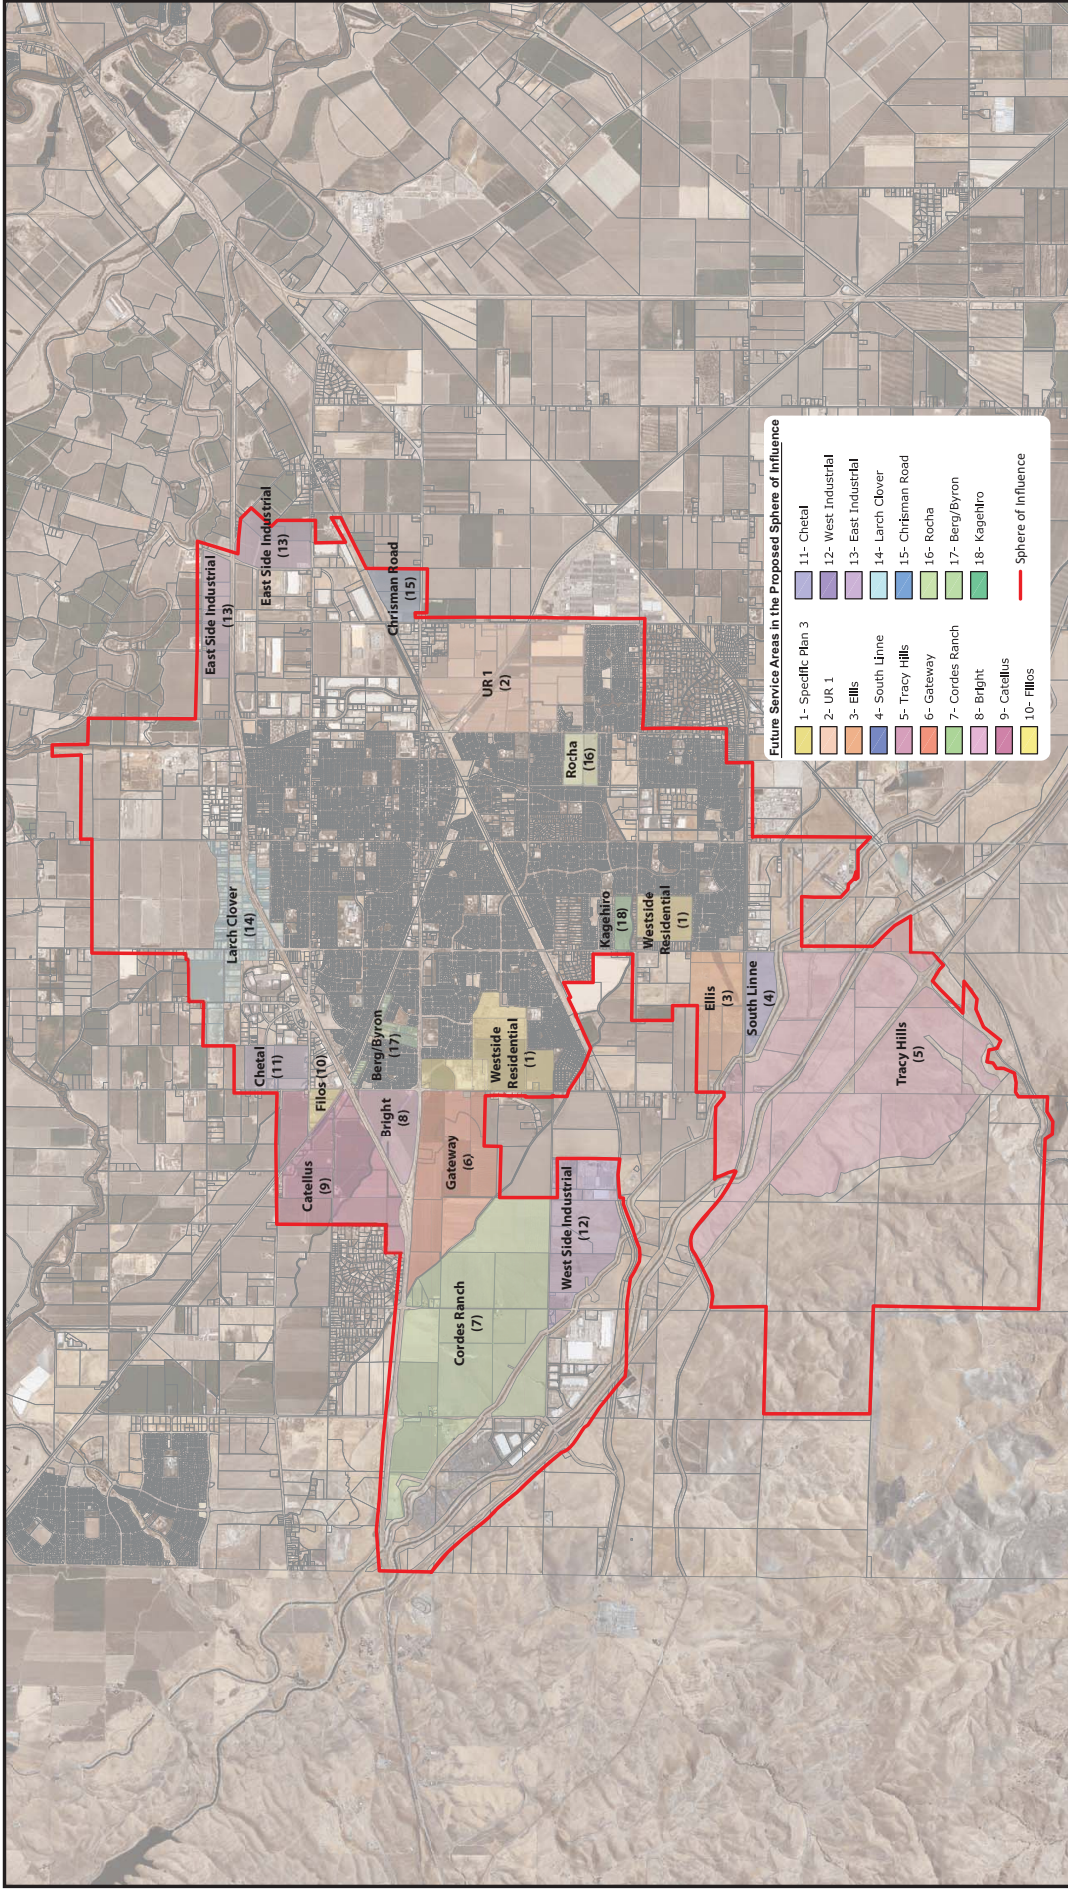 East Side Industrial
(13)
East Side Industrial
(13)
Chrisman Road
(15)
UR 1
(2)
Rocha
(16)
Larch Clover
(14)
Kagehiro
(18)
Westside
Residential
(1)
Ellis
(3)
South Linne
(4)
Tracy Hills
(5)
Chetal
(11)
Filos (10)
Berg/Byron
(17)
Westside
Residential
(1)
Bright
(8)
Catellus
(9)
Gateway
(6)
West Side Industrial
(12)
Cordes Ranch
(7)
Future Service Areas in the Proposed Sphere of Influence
1- Specific Plan 3
2- UR 1
3- Ellis
4- South Linne
5- Tracy Hills
6- Gateway
7- Cordes Ranch
8- Bright
9- Catellus
10- Fillos
11- Chetal
12- West Industrial
13- East Industrial
14- Larch Clover
15- Chrisman Road
16- Rocha
17- Berg/Byron
18- Kagehiro
Sphere of Influence